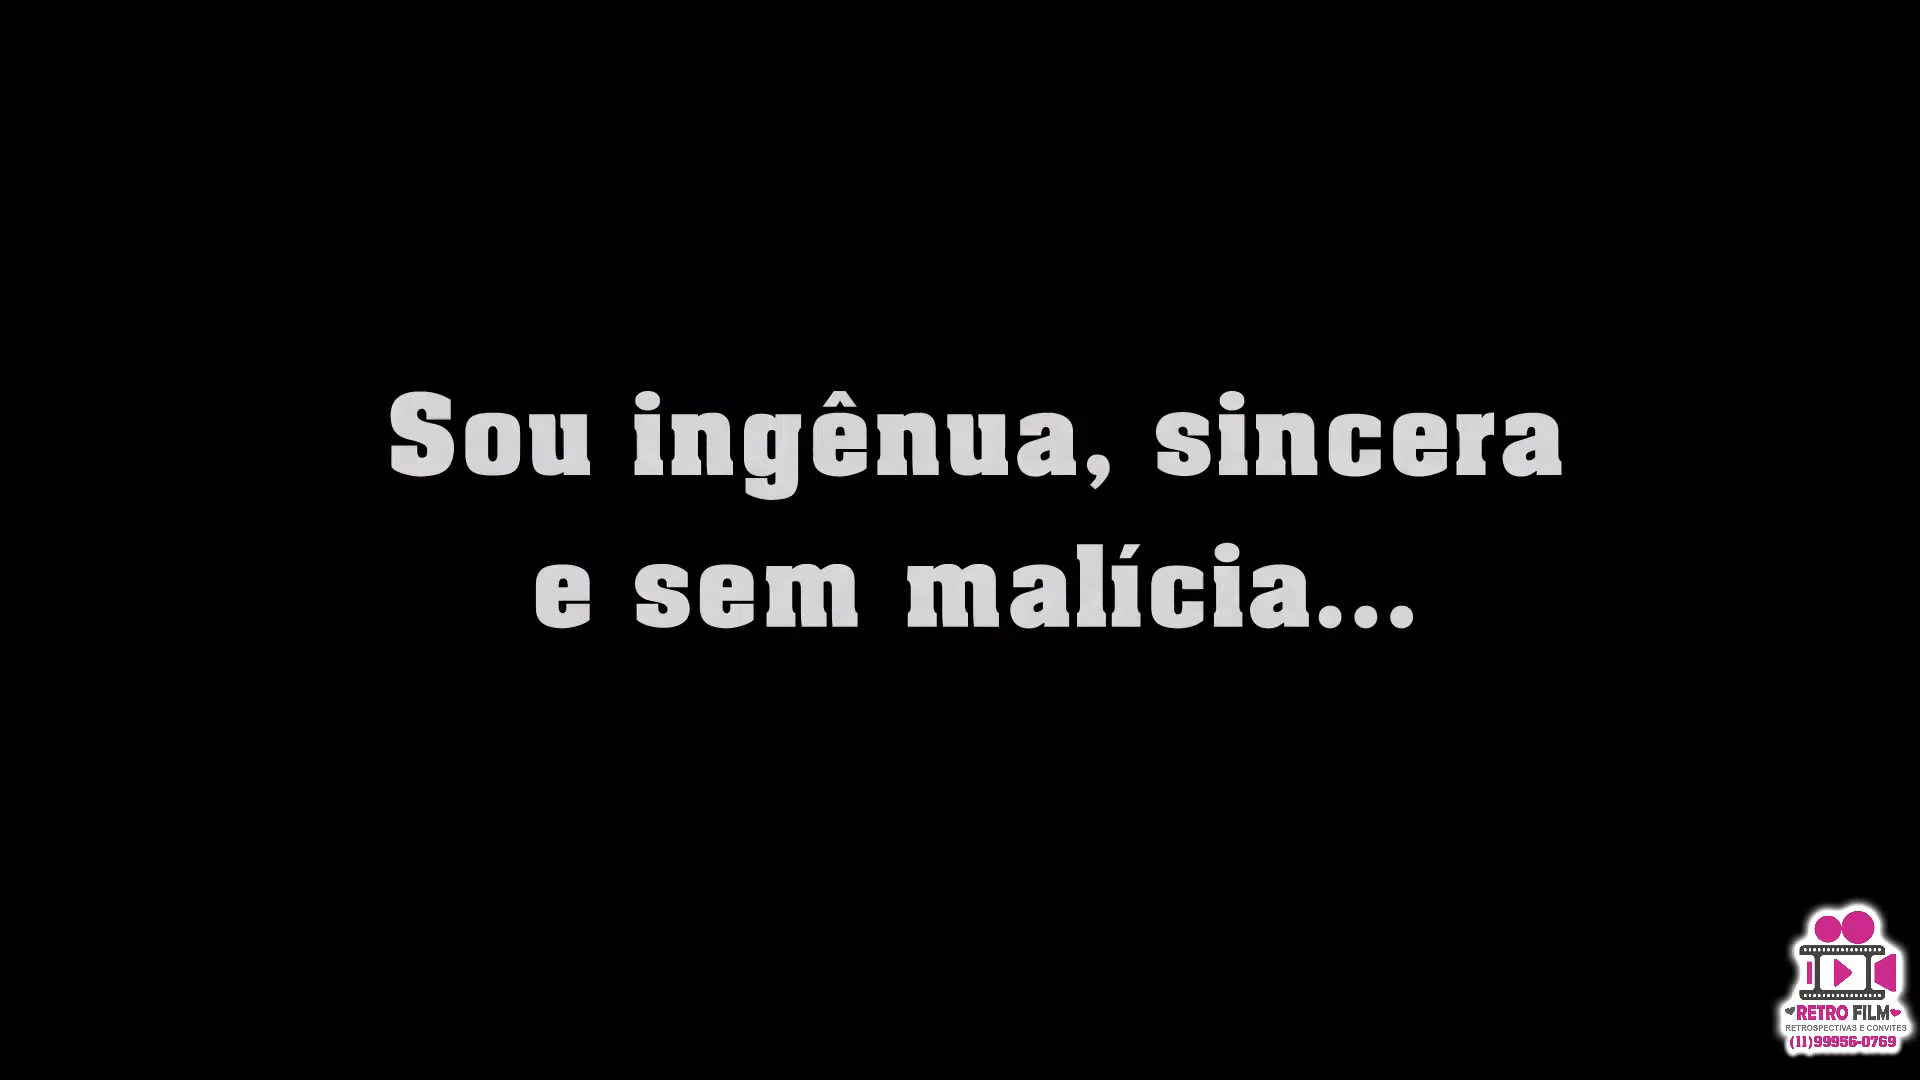 Sou ingênua, sincera
e sem malícia...
RETRO FILM
RETROSPECTIVAS E CONVITES
(11)99956-0769